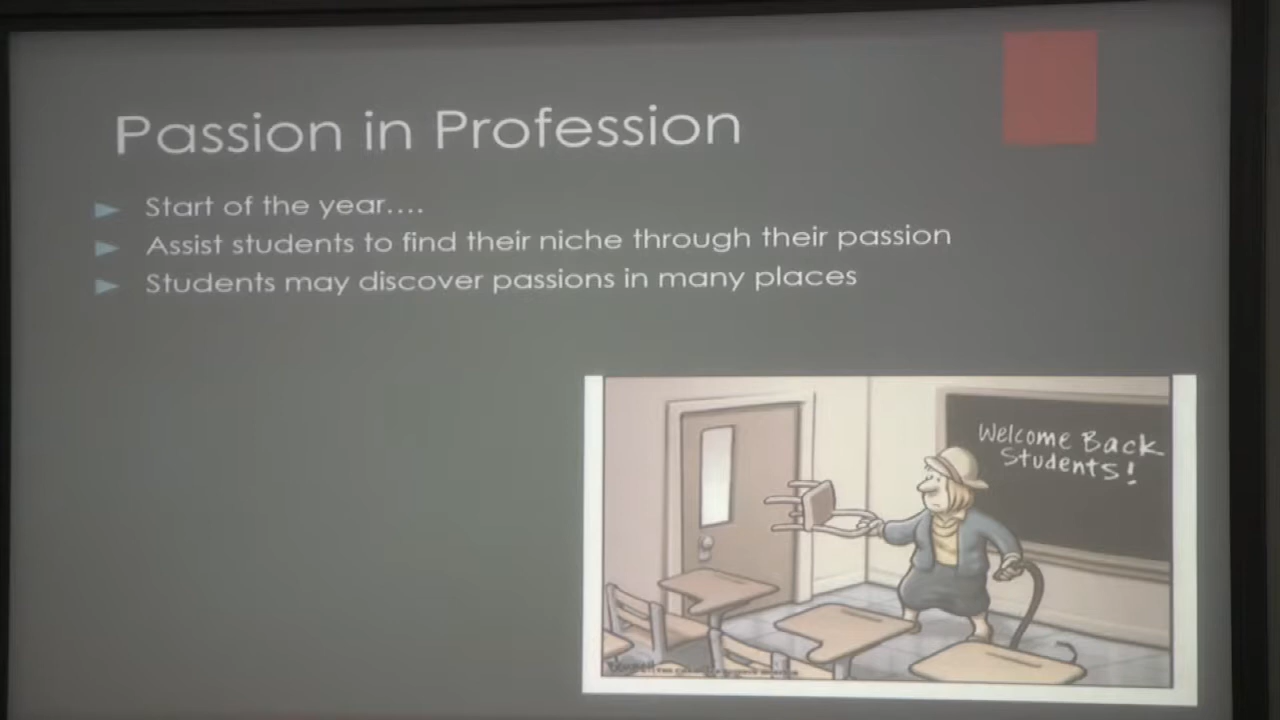 Passion in Profession
Start of the year....
Assist students to find their niche through their passion
Students may discover passions in many places
Welcome Back
Students!